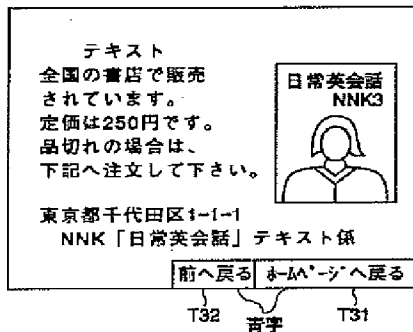 テキスト
全国の書店で販売
されています。
定価は250円です。
品切れの場合は、
下記へ注文して下さい。
日常英会話
NNK3
東京都千代田区1-1-1
NNK「日常英会話」テキスト係
前へ戻る
ﾎｰﾑﾍﾟｰｼﾞへ戻る
T32
青字
T31